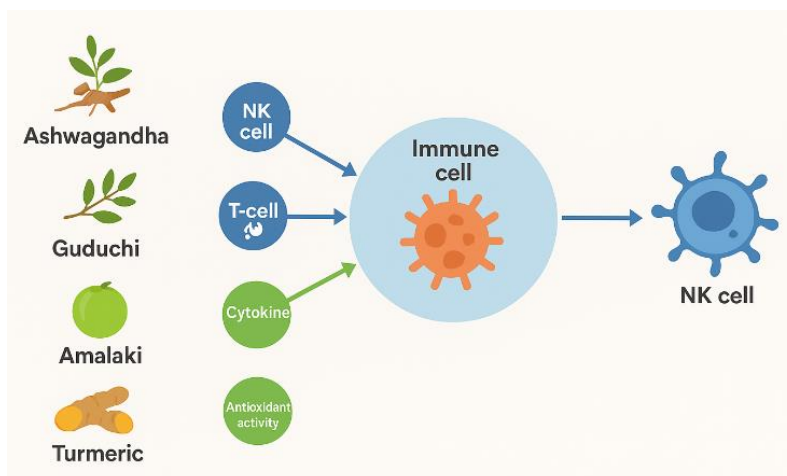 Ashwagandha
Guduchi
Amalaki
Turmeric
NK
cell
T-cell
Cytokine
Antioxidant
activity
Immune
cell
NK cell